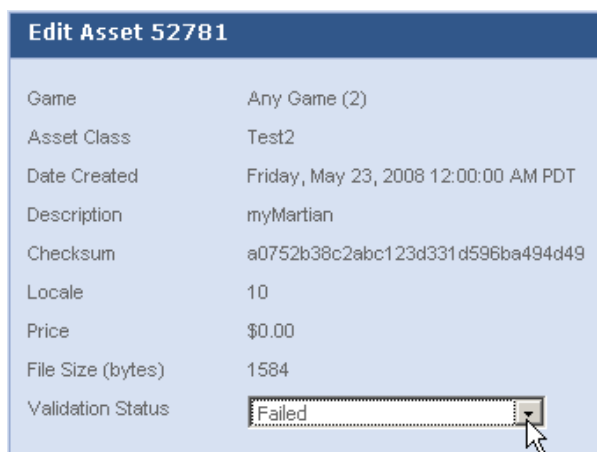 Edit Asset 52781
Game Any Game (2)
Asset Class Test2
Date Created Friday, May 23, 2008 12:00:00 AM PDT
Description myMartian
Checksum a0752b38c2abc123d331d596ba494d49
Locale 10
Price $0.00
File Size (bytes) 1584
Validation Status Failed